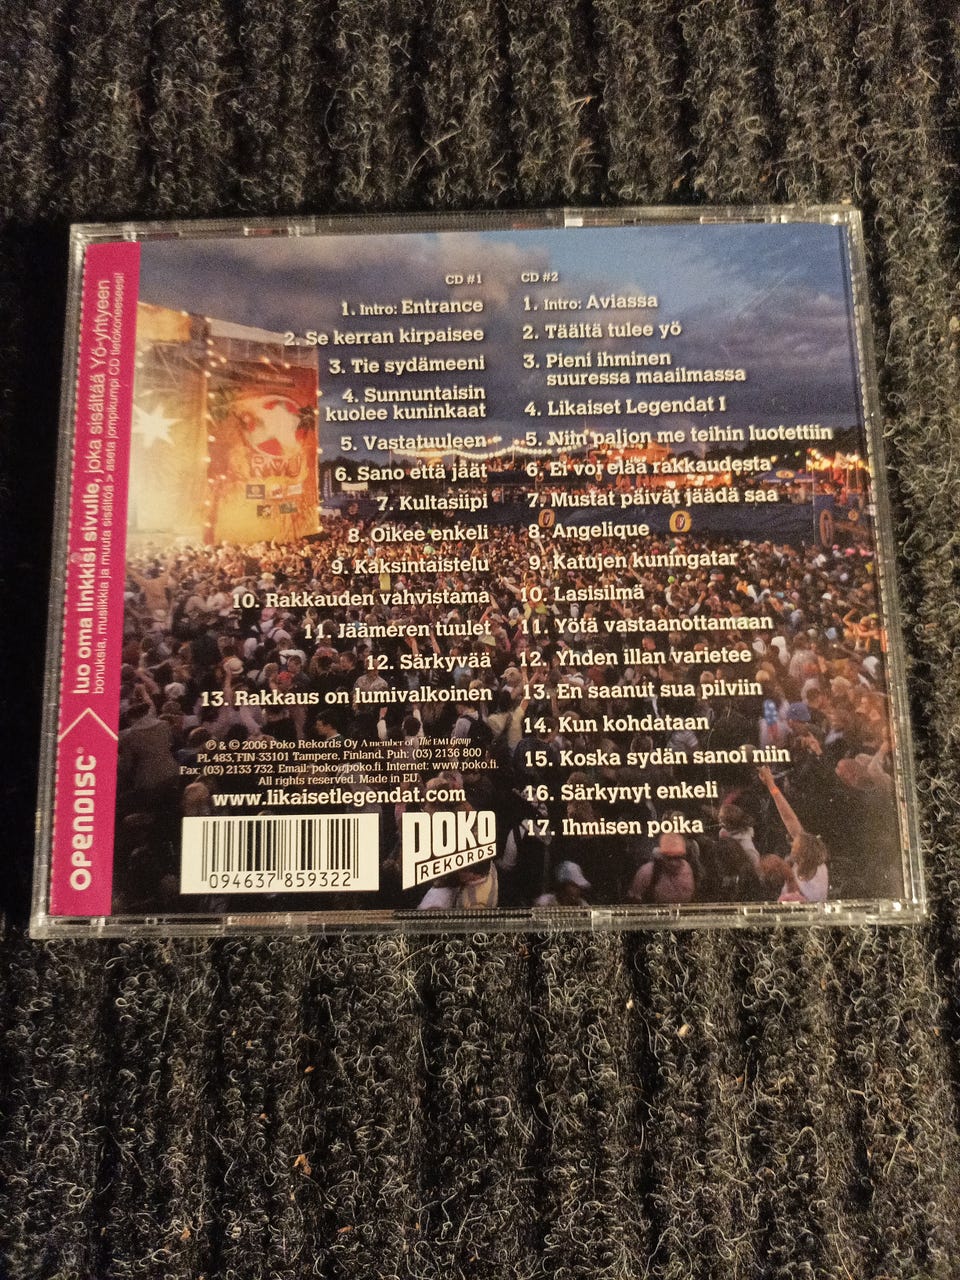 CD #1
1. Intro: Entrance
2. Se kerran kirpaisee
3. Tie sydämeeni
4. Sunnuntaisin
kuolee kuninkaat
5. Vastatuuleen
6. Sano että jäät
7. Kultasiipi
8. Oikee enkeli
9. Kaksintaistelu
10. Rakkauden vahvistama
11. Jäämeren tuulet
12. Särkyvää
13. Rakkaus on lumivalkoinen
CD #2
1. Intro: Aviassa
2. Täältä tulee yö
3. Pieni ihminen
suuressa maailmassa
4. Likaiset Legendat I
5. Niin paljon me teihin luotettiin
6. Ei voi elää rakkaudesta
7. Mustat päivät jäädä saa
8. Angelique
9. Katujen kuningatar
10. Lasisilmä
11. Yötä vastaanottamaan
12. Yhden illan varietee
13. En saanut sua pilviin
14. Kun kohdataan
15. Koska sydän sanoi niin
16. Särkynyt enkeli
17. Ihmisen poika
℗ & © 2006 Poko Rekords Oy A member of The EMI Group
PL 483, FIN-33101 Tampere, Finland. Puh: (03) 2136 800
Fax: (03) 2133 732. Email: poko@poko.fi. Internet: www.poko.fi.
All rights reserved. Made in EU.
www.likaisetlegendat.com
094637 859322
POKO
REKORDS
OPENDISC®
luo oma linkkisi sivulle, joka sisältää Yö-yhtyeen
bonuksia, musiikkia ja muuta sisältöä > aseta jompikumpi CD tietokoneeseesi!